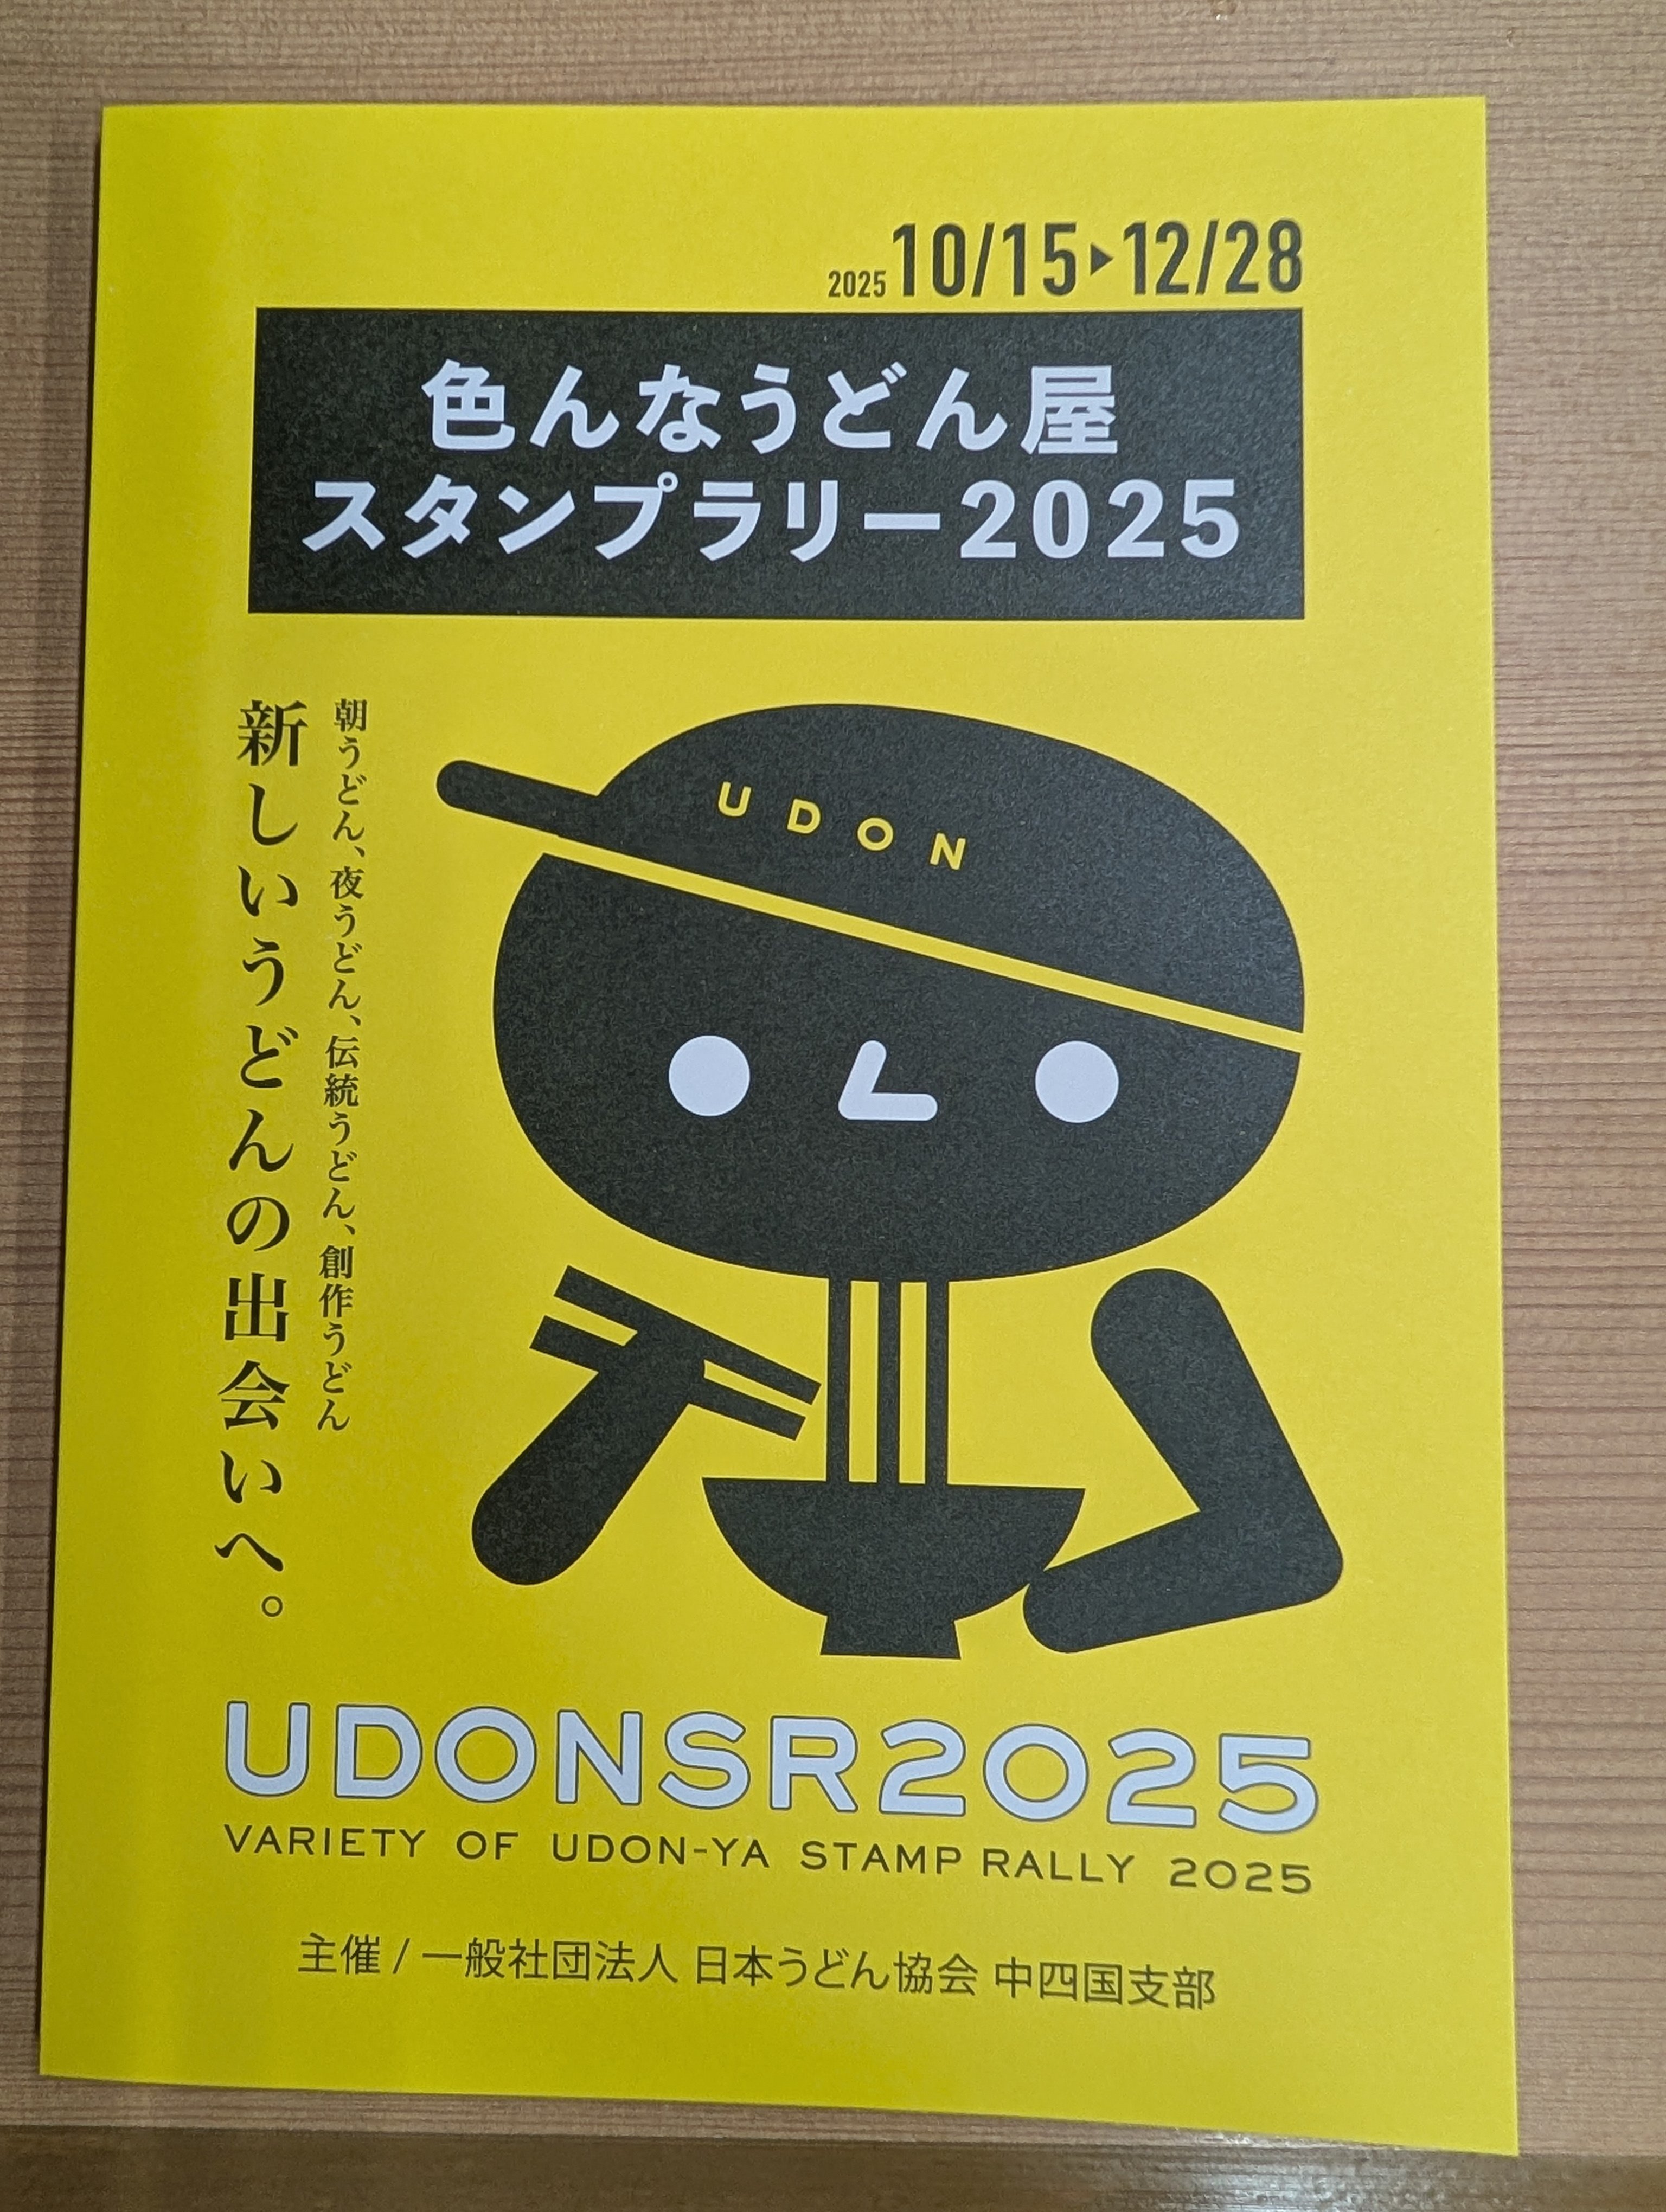 2025 10/15▶12/28
色んなうどん屋
スタンプラリー2025
朝うどん、夜うどん、伝統うどん、創作うどん
新しいうどんの出会いへ。
UDON
UDONSR2025
VARIETY OF UDON-YA STAMP RALLY 2025
主催/一般社団法人 日本うどん協会 中四国支部